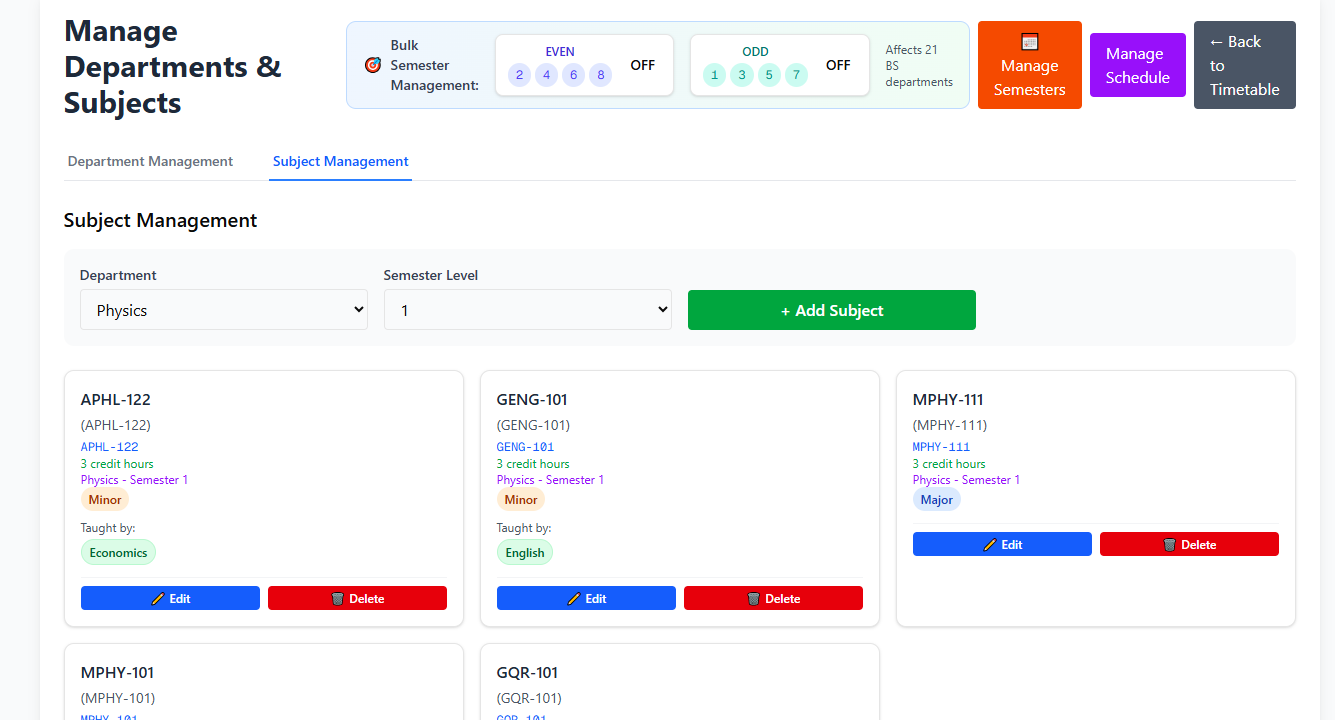 Manage
Departments &
Subjects
Bulk
Semester
Management:
EVEN
2 4 6 8
OFF
ODD
1 3 5 7
OFF
Affects 21
BS
departments
Manage
Semesters
Manage
Schedule
← Back
to
Timetable
Department Management
Subject Management
Subject Management
Department
Semester Level
Physics
1
+ Add Subject
APHL-122
(APHL-122)
APHL-122
3 credit hours
Physics - Semester 1
Minor
Taught by:
Economics
Edit
Delete
GENG-101
(GENG-101)
GENG-101
3 credit hours
Physics - Semester 1
Minor
Taught by:
English
Edit
Delete
MPHY-111
(MPHY-111)
MPHY-111
3 credit hours
Physics - Semester 1
Major
Edit
Delete
MPHY-101
(MPHY-101)
MPHY-101
GQR-101
(GQR-101)
GQR-101